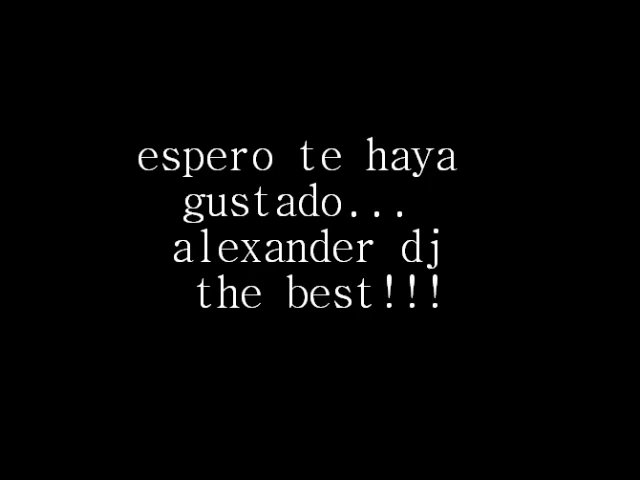 espero te haya
gustado...
alexander dj
the best!!!